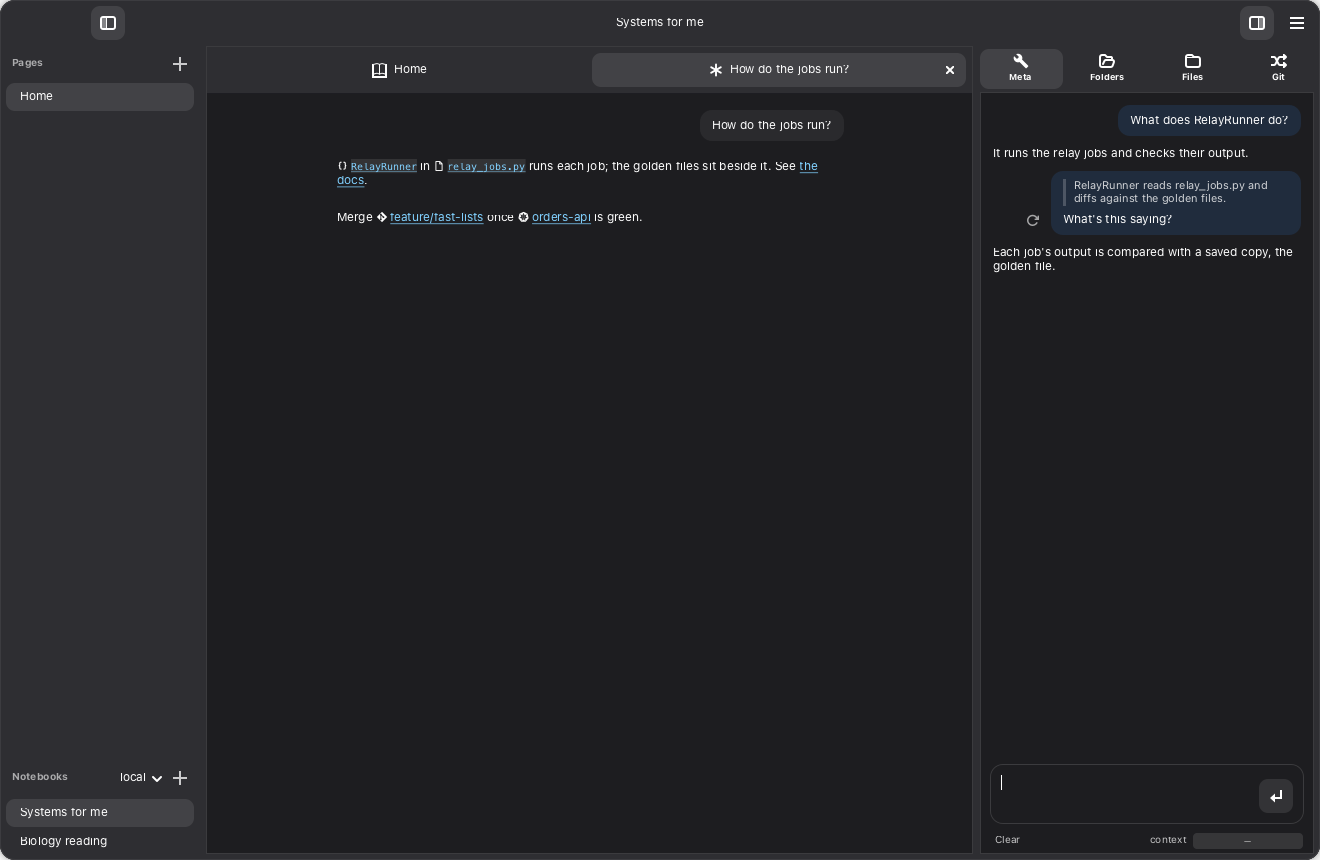 Systems for me
Pages
Home
Notebooks
local
Systems for me
Biology reading
Home
How do the jobs run?
How do the jobs run?
RelayRunner in relay_jobs.py runs each job; the golden files sit beside it. See the
docs.
Merge feature/fast-lists once orders-api is green.
Meta
Folders
Files
Git
What does RelayRunner do?
It runs the relay jobs and checks their output.
RelayRunner reads relay_jobs.py and
diffs against the golden files.
What's this saying?
Each job's output is compared with a saved copy, the
golden file.
Clear
context
—